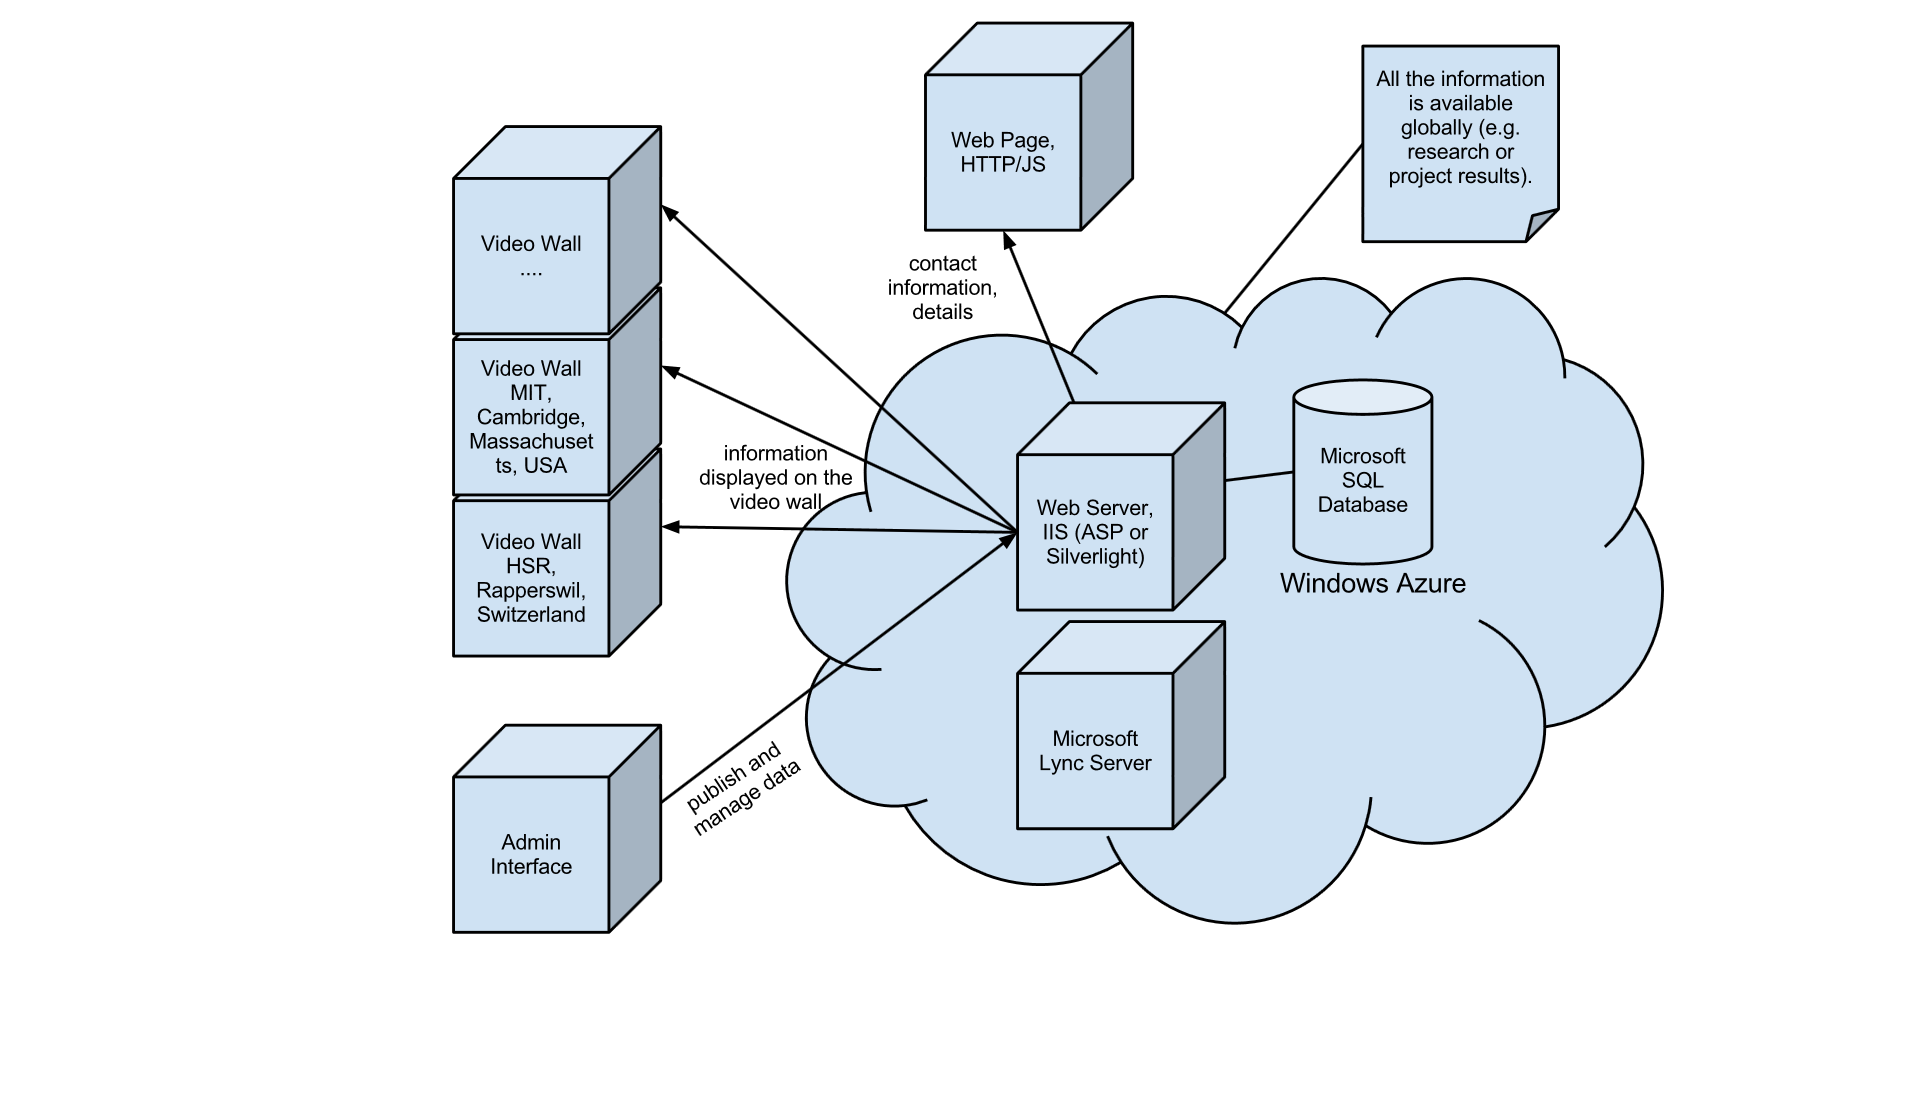 Web Page,
HTTP/JS
All the information
is available
globally (e.g.
research or
project results).
Video Wall
....
contact
information,
details
Video Wall
MIT,
Cambridge,
Massachuset
ts, USA
information
displayed on the
video wall
Video Wall
HSR,
Rapperswil,
Switzerland
Web Server,
IIS (ASP or
Silverlight)
Microsoft
SQL
Database
Windows Azure
Microsoft
Lync Server
publish and
manage data
Admin
Interface